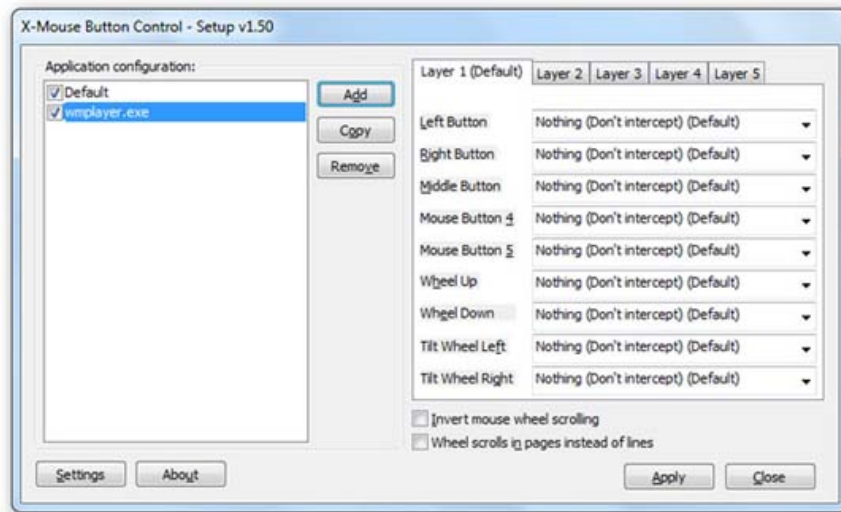 X-Mouse Button Control - Setup v1.50
Application configuration:
Default
wmplayer.exe
Add
Copy
Remove
Layer 1 (Default) Layer 2 Layer 3 Layer 4 Layer 5
Left Button Nothing (Don't intercept) (Default)
Right Button Nothing (Don't intercept) (Default)
Middle Button Nothing (Don't intercept) (Default)
Mouse Button 4 Nothing (Don't intercept) (Default)
Mouse Button 5 Nothing (Don't intercept) (Default)
Wheel Up Nothing (Don't intercept) (Default)
Wheel Down Nothing (Don't intercept) (Default)
Tilt Wheel Left Nothing (Don't intercept) (Default)
Tilt Wheel Right Nothing (Don't intercept) (Default)
Invert mouse wheel scrolling
Wheel scrolls in pages instead of lines
Settings About Apply Close